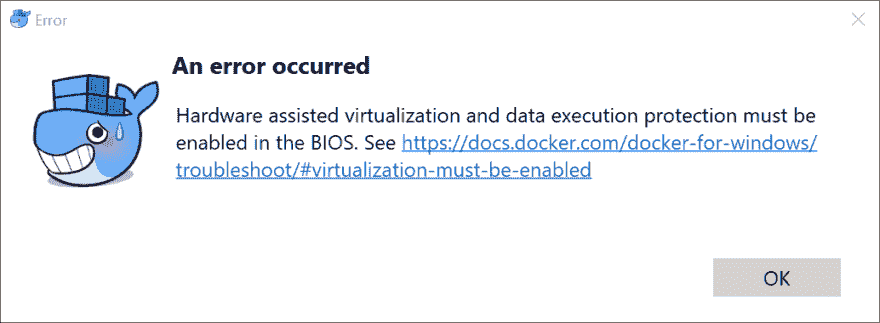 Error
An error occurred
Hardware assisted virtualization and data execution protection must be
enabled in the BIOS. See https://docs.docker.com/docker-for-windows/
troubleshoot/#virtualization-must-be-enabled
OK